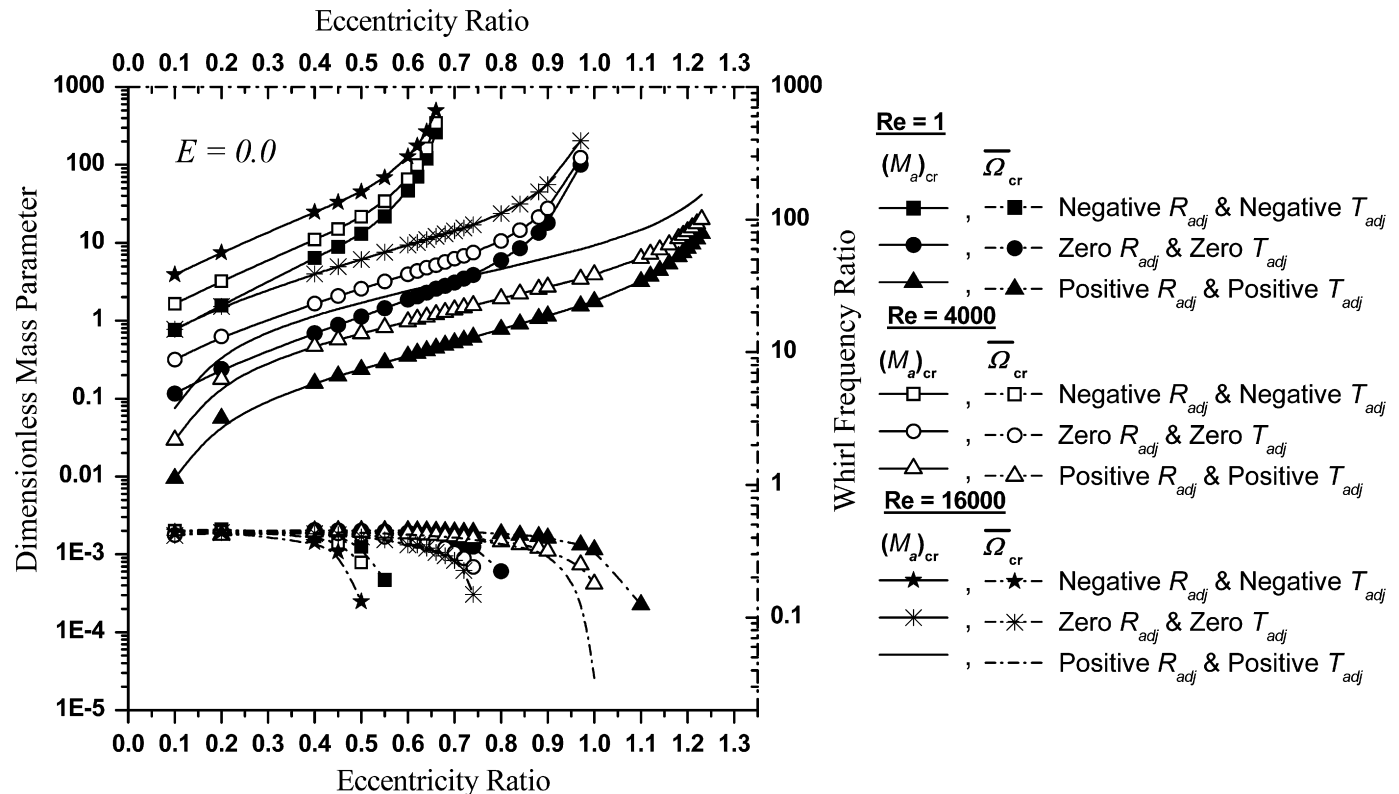 Eccentricity Ratio
0.0 0.1 0.2 0.3 0.4 0.5 0.6 0.7 0.8 0.9 1.0 1.1 1.2 1.3
1000
100
10
1
0.1
0.01
1E-3
1E-4
1E-5
Dimensionless Mass Parameter
E = 0.0
1000
100
10
1
0.1
Whirl Frequency Ratio
0.0 0.1 0.2 0.3 0.4 0.5 0.6 0.7 0.8 0.9 1.0 1.1 1.2 1.3
Eccentricity Ratio
Re = 1
(Ma)cr Ω̅cr
, Negative Radj & Negative Tadj
, Zero Radj & Zero Tadj
, Positive Radj & Positive Tadj
Re = 4000
(Ma)cr Ω̅cr
, Negative Radj & Negative Tadj
, Zero Radj & Zero Tadj
, Positive Radj & Positive Tadj
Re = 16000
(Ma)cr Ω̅cr
, Negative Radj & Negative Tadj
, Zero Radj & Zero Tadj
, Positive Radj & Positive Tadj